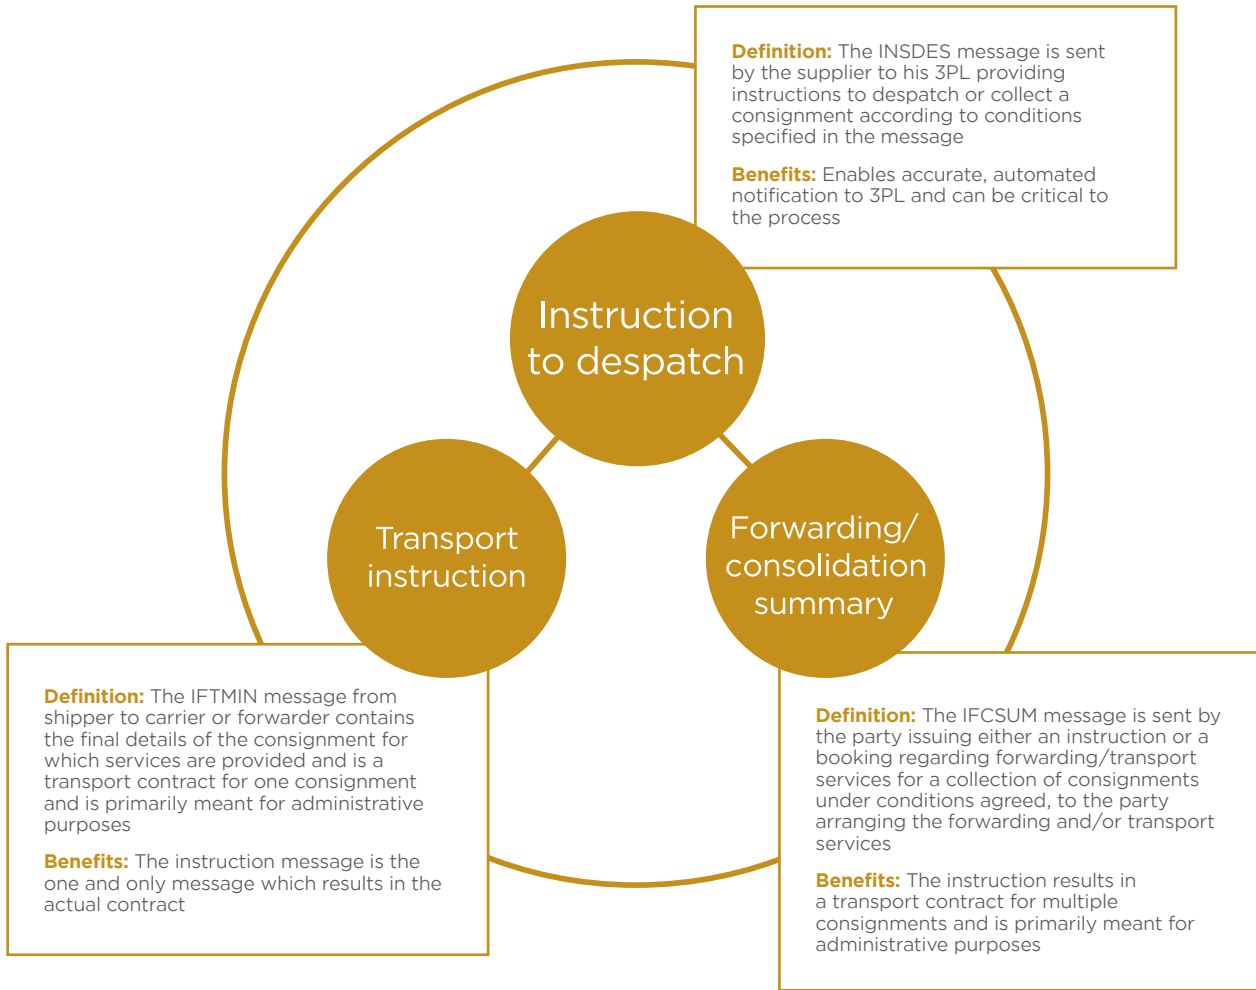 Definition: The INSDES message is sent
by the supplier to his 3PL providing
instructions to despatch or collect a
consignment according to conditions
specified in the message
Benefits: Enables accurate, automated
notification to 3PL and can be critical to
the process
Instruction
to despatch
Transport
instruction
Forwarding/
consolidation
summary
Definition: The IFTMIN message from
shipper to carrier or forwarder contains
the final details of the consignment for
which services are provided and is a
transport contract for one consignment
and is primarily meant for administrative
purposes
Benefits: The instruction message is the
one and only message which results in the
actual contract
Definition: The IFCSUM message is sent by
the party issuing either an instruction or a
booking regarding forwarding/transport
services for a collection of consignments
under conditions agreed, to the party
arranging the forwarding and/or transport
services
Benefits: The instruction results in
a transport contract for multiple
consignments and is primarily meant for
administrative purposes